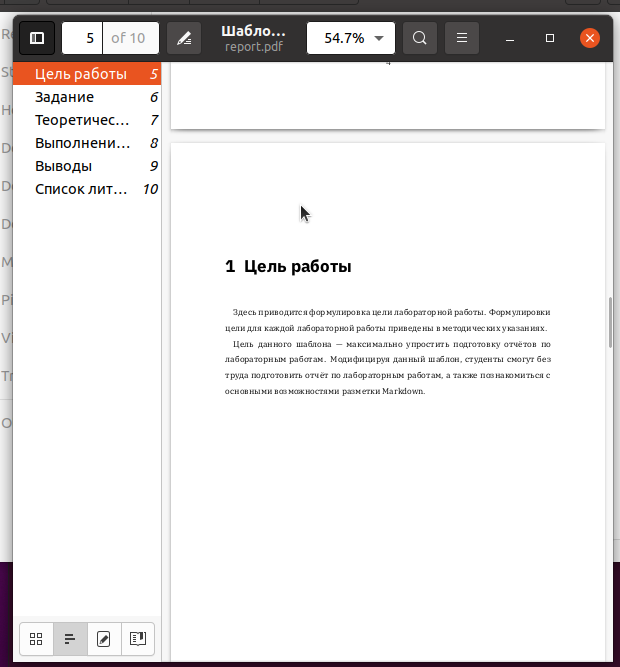 5 of 10
Шабло...
report.pdf
54.7%
Цель работы 5
Задание 6
Теоретичес... 7
Выполнени... 8
Выводы 9
Список лит... 10
1 Цель работы
Здесь приводится формулировка цели лабораторной работы. Формулировки
цели для каждой лабораторной работы приведены в методических указаниях.
Цель данного шаблона — максимально упростить подготовку отчётов по
лабораторным работам. Модифицируя данный шаблон, студенты смогут без
труда подготовить отчёт по лабораторным работам, а также познакомиться с
основными возможностями разметки Markdown.